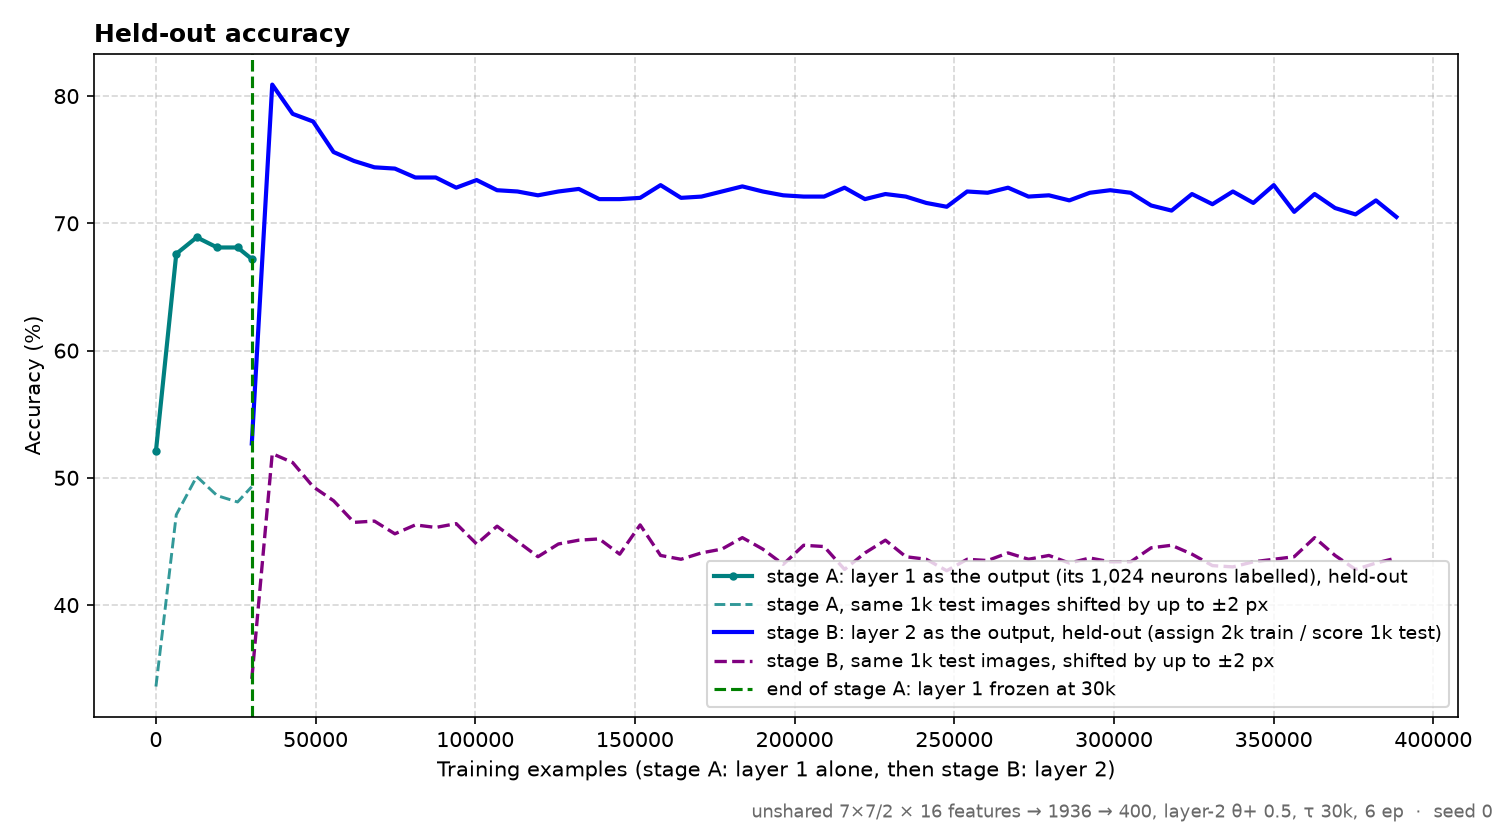 Held-out accuracy
Accuracy (%)
80
70
60
50
40
stage A: layer 1 as the output (its 1,024 neurons labelled), held-out
stage A, same 1k test images shifted by up to ±2 px
stage B: layer 2 as the output, held-out (assign 2k train / score 1k test)
stage B, same 1k test images, shifted by up to ±2 px
end of stage A: layer 1 frozen at 30k
0 50000 100000 150000 200000 250000 300000 350000 400000
Training examples (stage A: layer 1 alone, then stage B: layer 2)
unshared 7×7/2 × 16 features → 1936 → 400, layer-2 θ+ 0.5, τ 30k, 6 ep · seed 0